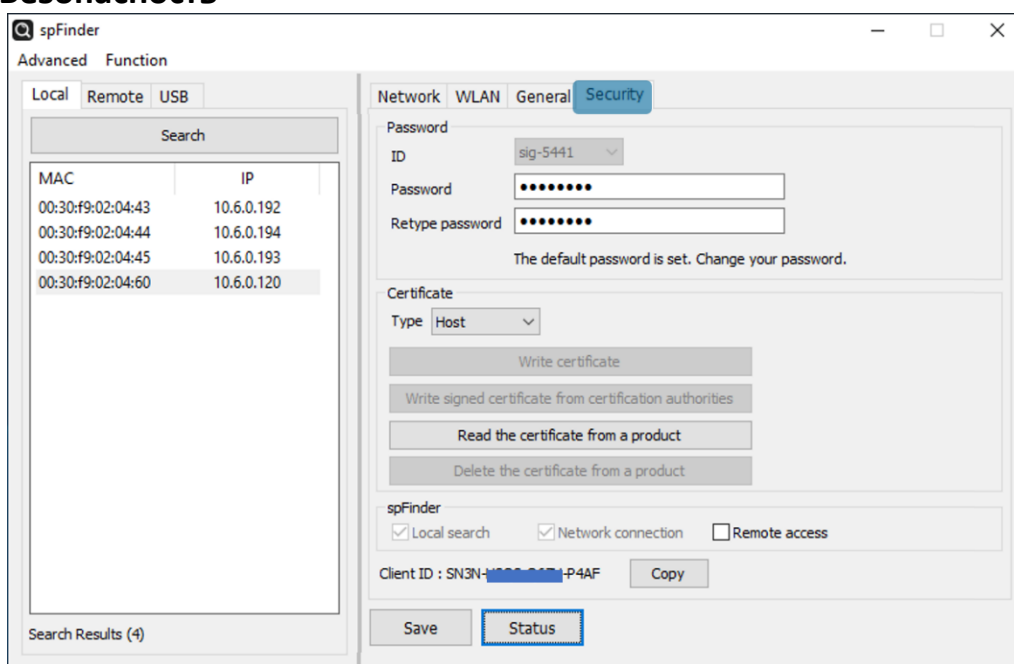 spFinder
Advanced Function
Local Remote USB
Search
MAC IP
00:30:f9:02:04:43 10.6.0.192
00:30:f9:02:04:44 10.6.0.194
00:30:f9:02:04:45 10.6.0.193
00:30:f9:02:04:60 10.6.0.120
Search Results (4)
Network WLAN General Security
Password
ID sig-5441
Password ●●●●●●●●
Retype password ●●●●●●●●
The default password is set. Change your password.
Certificate
Type Host
Write certificate
Write signed certificate from certification authorities
Read the certificate from a product
Delete the certificate from a product
spFinder
Local search Network connection Remote access
Client ID : SN3N- -P4AF Copy
Save Status